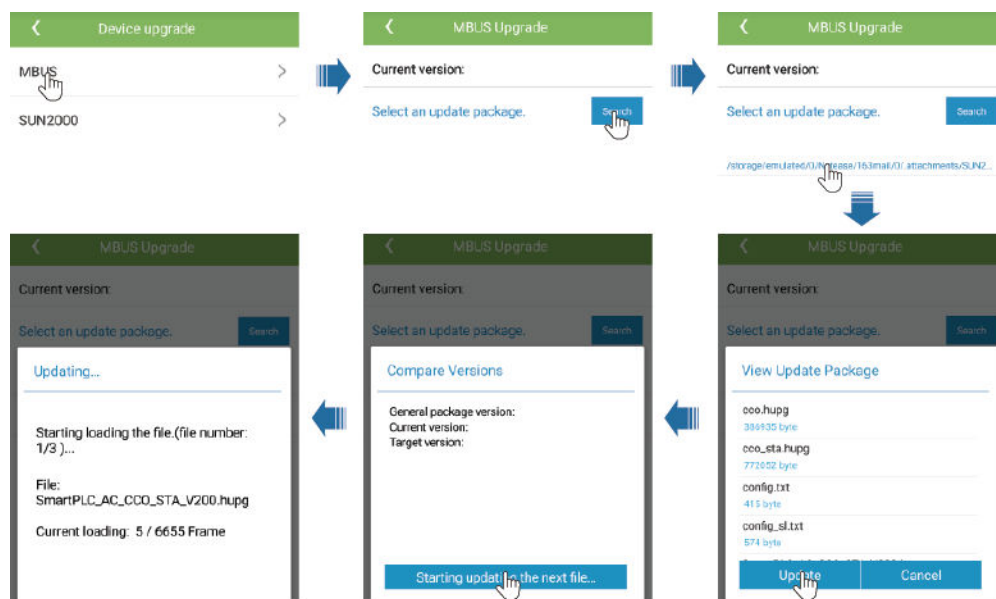 Device upgrade
MBUS
SUN2000
MBUS Upgrade
Current version:
Select an update package.
Search
MBUS Upgrade
Current version:
Select an update package.
Search
/storage/emulated/0/Netease/163mail/0/.attachments/SUN2...
MBUS Upgrade
Current version:
Select an update package.
Search
Updating...
Starting loading the file.(file number:
1/3 )...
File:
SmartPLC_AC_CCO_STA_V200.hupg
Current loading: 5 / 6655 Frame
MBUS Upgrade
Current version:
Select an update package.
Search
Compare Versions
General package version:
Current version:
Target version:
Starting updating the next file...
MBUS Upgrade
Current version:
Select an update package.
Search
View Update Package
cco.hupg
386935 byte
cco_sta.hupg
772052 byte
config.txt
415 byte
config_sl.txt
574 byte
Update
Cancel